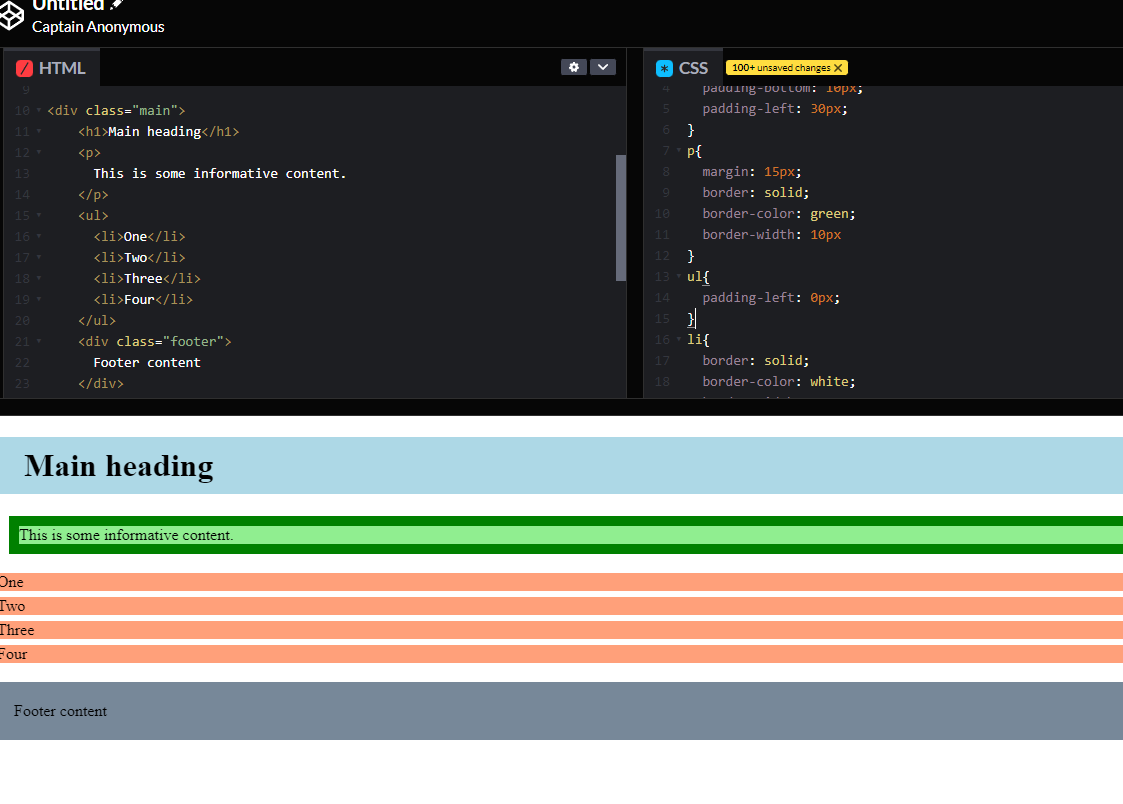 Untitled
Captain Anonymous
HTML
9
10 <div class="main">
11 <h1>Main heading</h1>
12 <p>
13 This is some informative content.
14 </p>
15 <ul>
16 <li>One</li>
17 <li>Two</li>
18 <li>Three</li>
19 <li>Four</li>
20 </ul>
21 <div class="footer">
22 Footer content
23 </div>
CSS
100+ unsaved changes X
4 padding-bottom: 10px;
5 padding-left: 30px;
6 }
7 p{
8 margin: 15px;
9 border: solid;
10 border-color: green;
11 border-width: 10px
12 }
13 ul{
14 padding-left: 0px;
15 }
16 li{
17 border: solid;
18 border-color: white;
Main heading
This is some informative content.
One
Two
Three
Four
Footer content